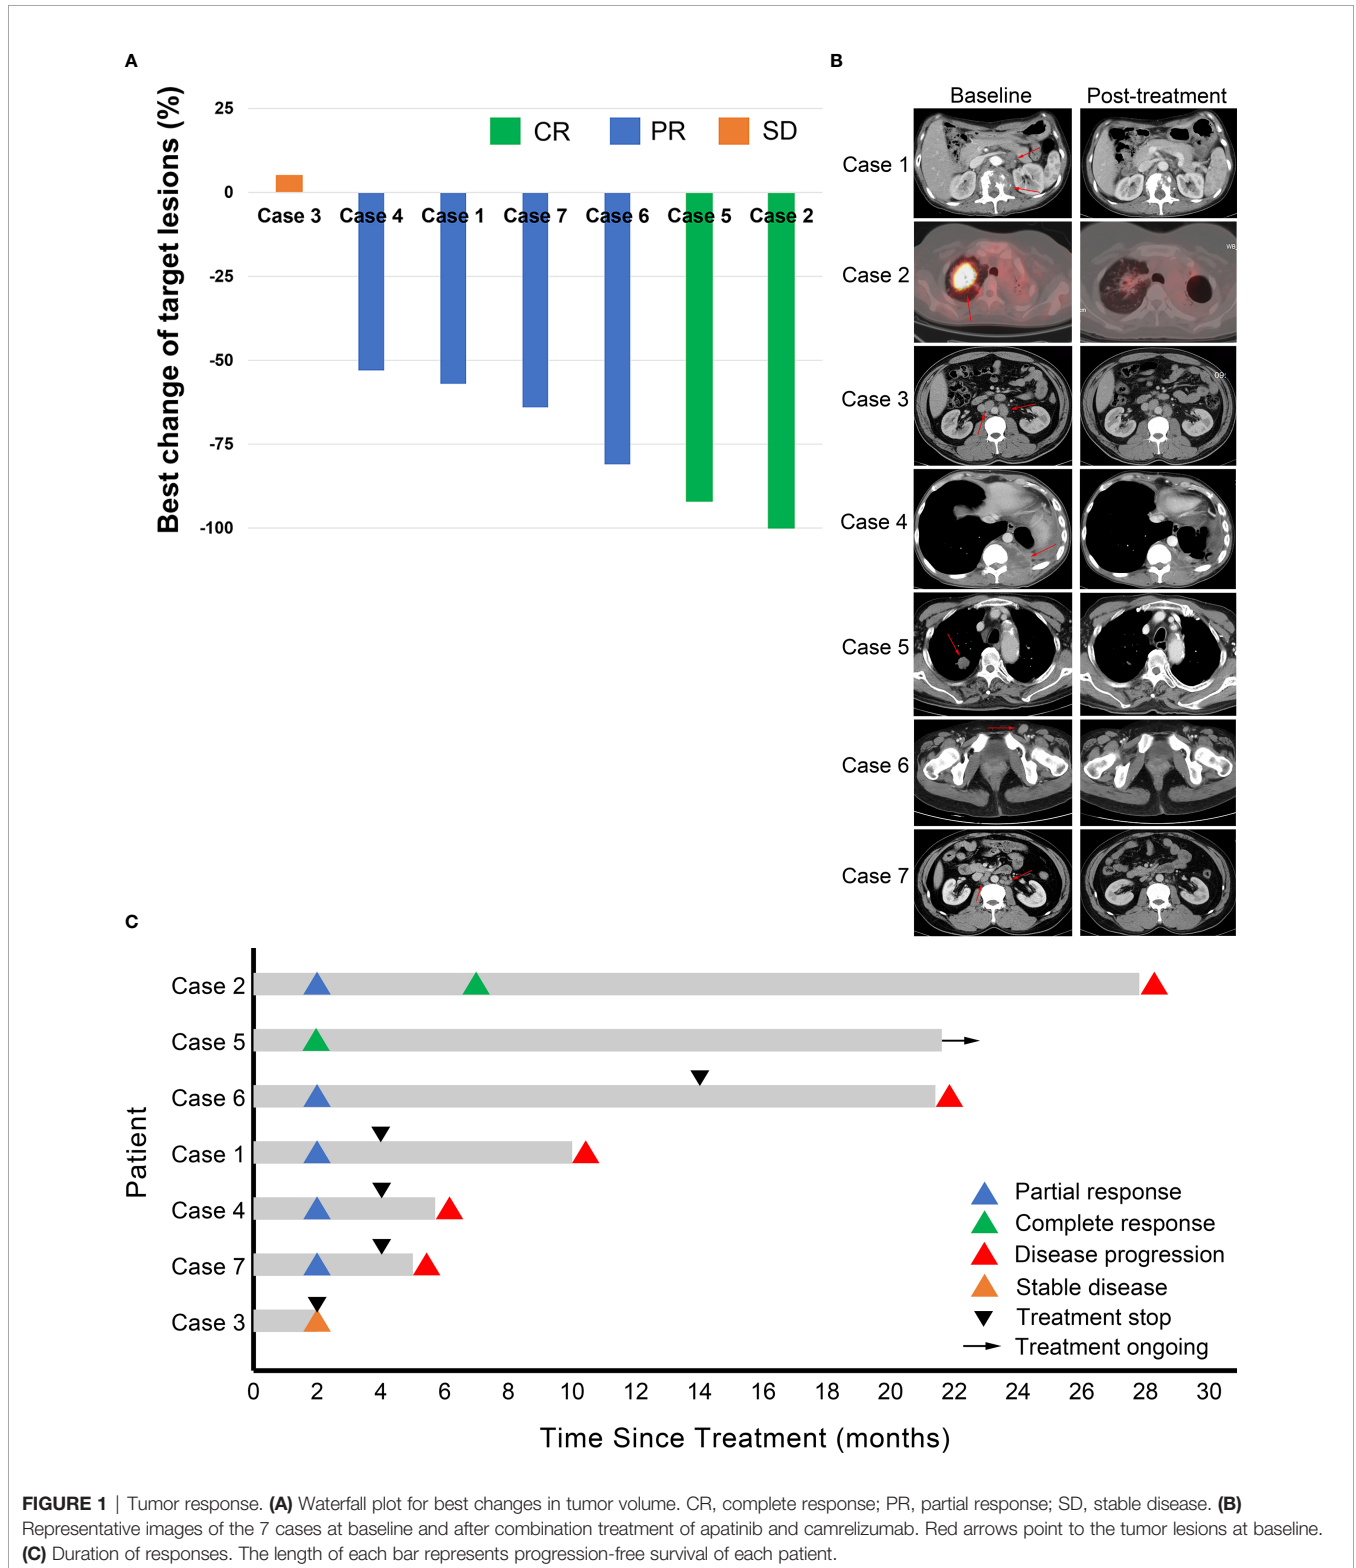 A
Best change of target lesions (%)
25
0
-25
-50
-75
-100
CR PR SD
Case 3 Case 4 Case 1 Case 7 Case 6 Case 5 Case 2
B
Baseline Post-treatment
Case 1
Case 2
Case 3
09:
Case 4
Case 5
Case 6
Case 7
C
Patient
Case 2
Case 5
Case 6
Case 1
Case 4
Case 7
Case 3
Partial response
Complete response
Disease progression
Stable disease
Treatment stop
Treatment ongoing
0 2 4 6 8 10 12 14 16 18 20 22 24 26 28 30
Time Since Treatment (months)
FIGURE 1 | Tumor response. (A) Waterfall plot for best changes in tumor volume. CR, complete response; PR, partial response; SD, stable disease. (B)
Representative images of the 7 cases at baseline and after combination treatment of apatinib and camrelizumab. Red arrows point to the tumor lesions at baseline.
(C) Duration of responses. The length of each bar represents progression-free survival of each patient.